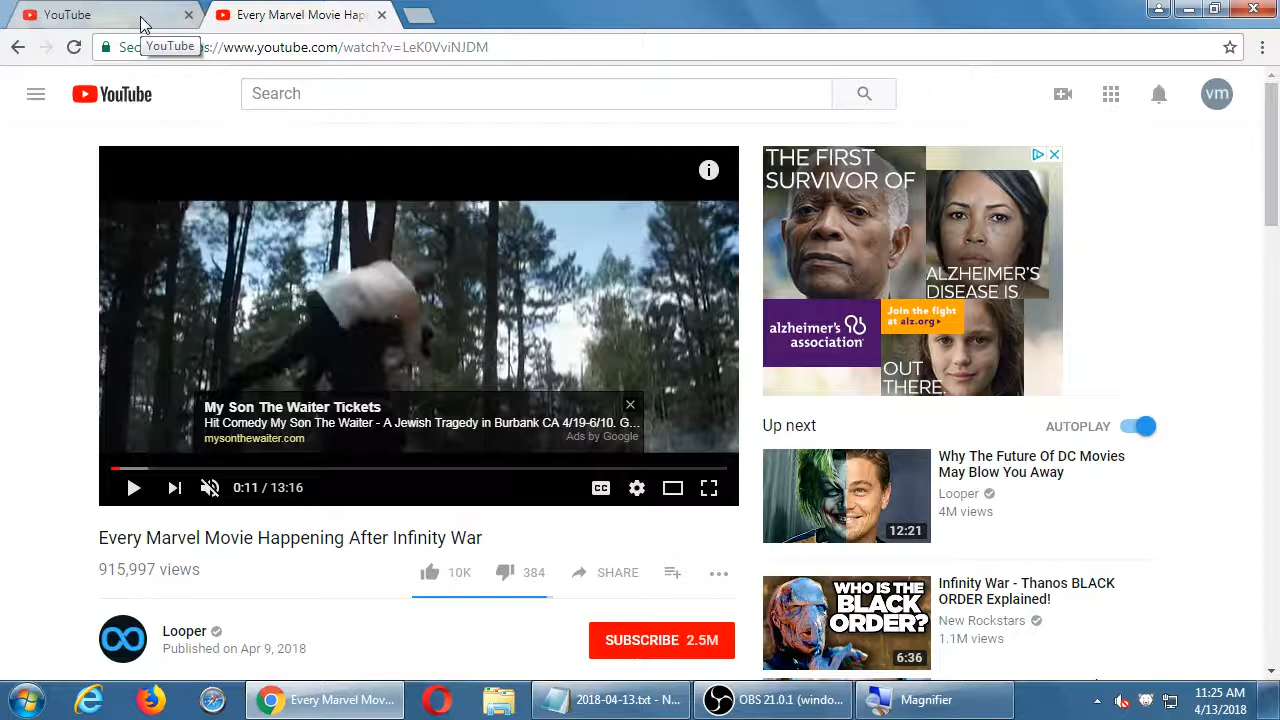 YouTube
Every Marvel Movie Hap
Sec
YouTube
s://www.youtube.com/watch?v=LeK0VviNJDM
YouTube
Search
vm
THE FIRST
SURVIVOR OF
ALZHEIMER'S
DISEASE IS
alzheimer's
association®
Join the fight
at alz.org
OUT
THERE.
My Son The Waiter Tickets
Hit Comedy My Son The Waiter - A Jewish Tragedy in Burbank CA 4/19-6/10. G...
mysonthewaiter.com
Ads by Google
0:11 / 13:16
CC
Up next
AUTOPLAY
Why The Future Of DC Movies
May Blow You Away
Looper
4M views
12:21
Every Marvel Movie Happening After Infinity War
915,997 views
10K
384
SHARE
WHO IS THE
BLACK
ORDER?
6:36
Infinity War - Thanos BLACK
ORDER Explained!
New Rockstars
1.1M views
Looper
Published on Apr 9, 2018
SUBSCRIBE 2.5M
Every Marvel Mov...
2018-04-13.txt - N...
OBS 21.0.1 (windo...
Magnifier
11:25 AM
4/13/2018